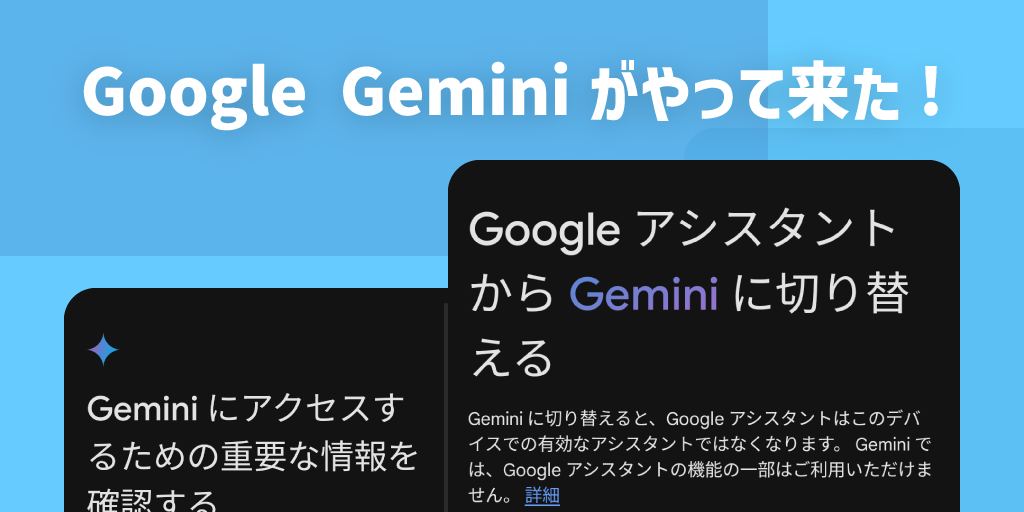 Google Gemini がやって来た！
Google アシスタント
から Gemini に切り替
える
Gemini に切り替えると、Google アシスタントはこのデバ
イスでの有効なアシスタントではなくなります。 Gemini で
は、Google アシスタントの機能の一部はご利用いただけま
せん。 詳細
Gemini にアクセスす
るための重要な情報を
確認する